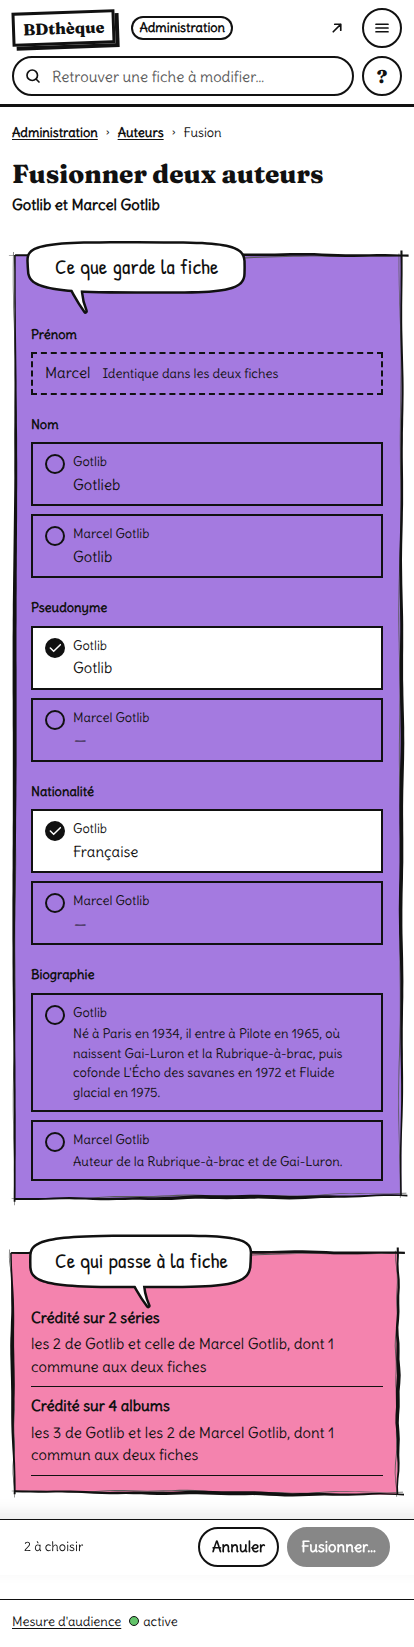 BDthèque
Administration
Retrouver une fiche à modifier...
?
Administration › Auteurs › Fusion
Fusionner deux auteurs
Gotlib et Marcel Gotlib
Ce que garde la fiche
Prénom
Marcel Identique dans les deux fiches
Nom
Gotlib
Gotlieb
Marcel Gotlib
Gotlib
Pseudonyme
Gotlib
Gotlib
Marcel Gotlib
—
Nationalité
Gotlib
Française
Marcel Gotlib
—
Biographie
Gotlib
Né à Paris en 1934, il entre à Pilote en 1965, où
naissent Gai-Luron et la Rubrique-à-brac, puis
cofonde L'Écho des savanes en 1972 et Fluide
glacial en 1975.
Marcel Gotlib
Auteur de la Rubrique-à-brac et de Gai-Luron.
Ce qui passe à la fiche
Crédité sur 2 séries
les 2 de Gotlib et celle de Marcel Gotlib, dont 1
commune aux deux fiches
Crédité sur 4 albums
les 3 de Gotlib et les 2 de Marcel Gotlib, dont 1
commun aux deux fiches
2 à choisir
Annuler
Fusionner...
Mesure d'audience active